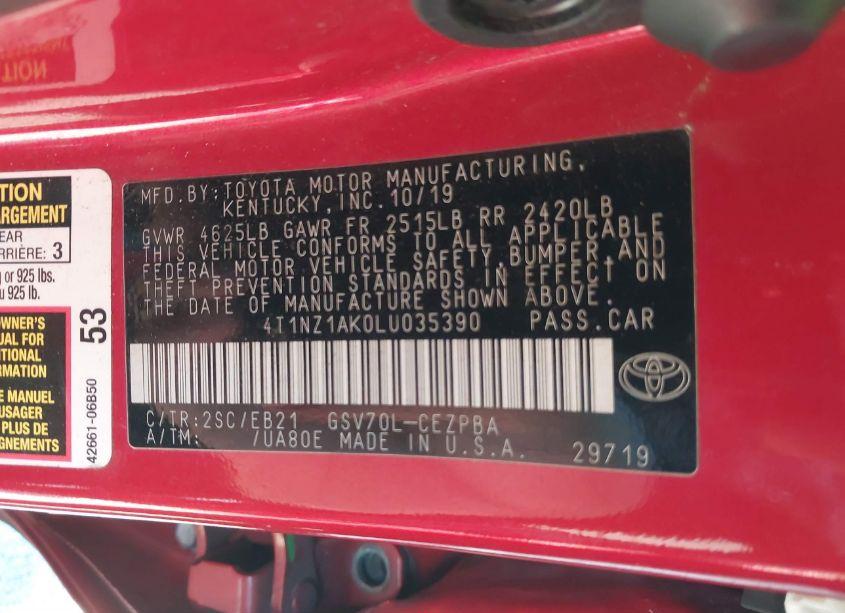 NOTION
TION
ARGEMENT
EAR
RRIÈRE: 3
g or 925 lbs.
u 925 lb.
OWNER'S
UAL FOR
ITIONAL
RMATION
E MANUEL
USAGER
PLUS DE
GNEMENTS
53
42661-06B50
MFD.BY:TOYOTA MOTOR MANUFACTURING,
KENTUCKY,INC.10/19
GVWR 4625LB GAWR FR 2515LB RR 2420LB
THIS VEHICLE CONFORMS TO ALL APPLICABLE
FEDERAL MOTOR VEHICLE SAFETY,BUMPER,AND
THEFT PREVENTION STANDARDS IN EFFECT ON
THE DATE OF MANUFACTURE SHOWN ABOVE.
4T1NZ1AK0LU035390 PASS.CAR
C/TR:2SC/EB21 GSV70L-CEZPBA
A/TM: /UA80E MADE IN U.S.A. 29719